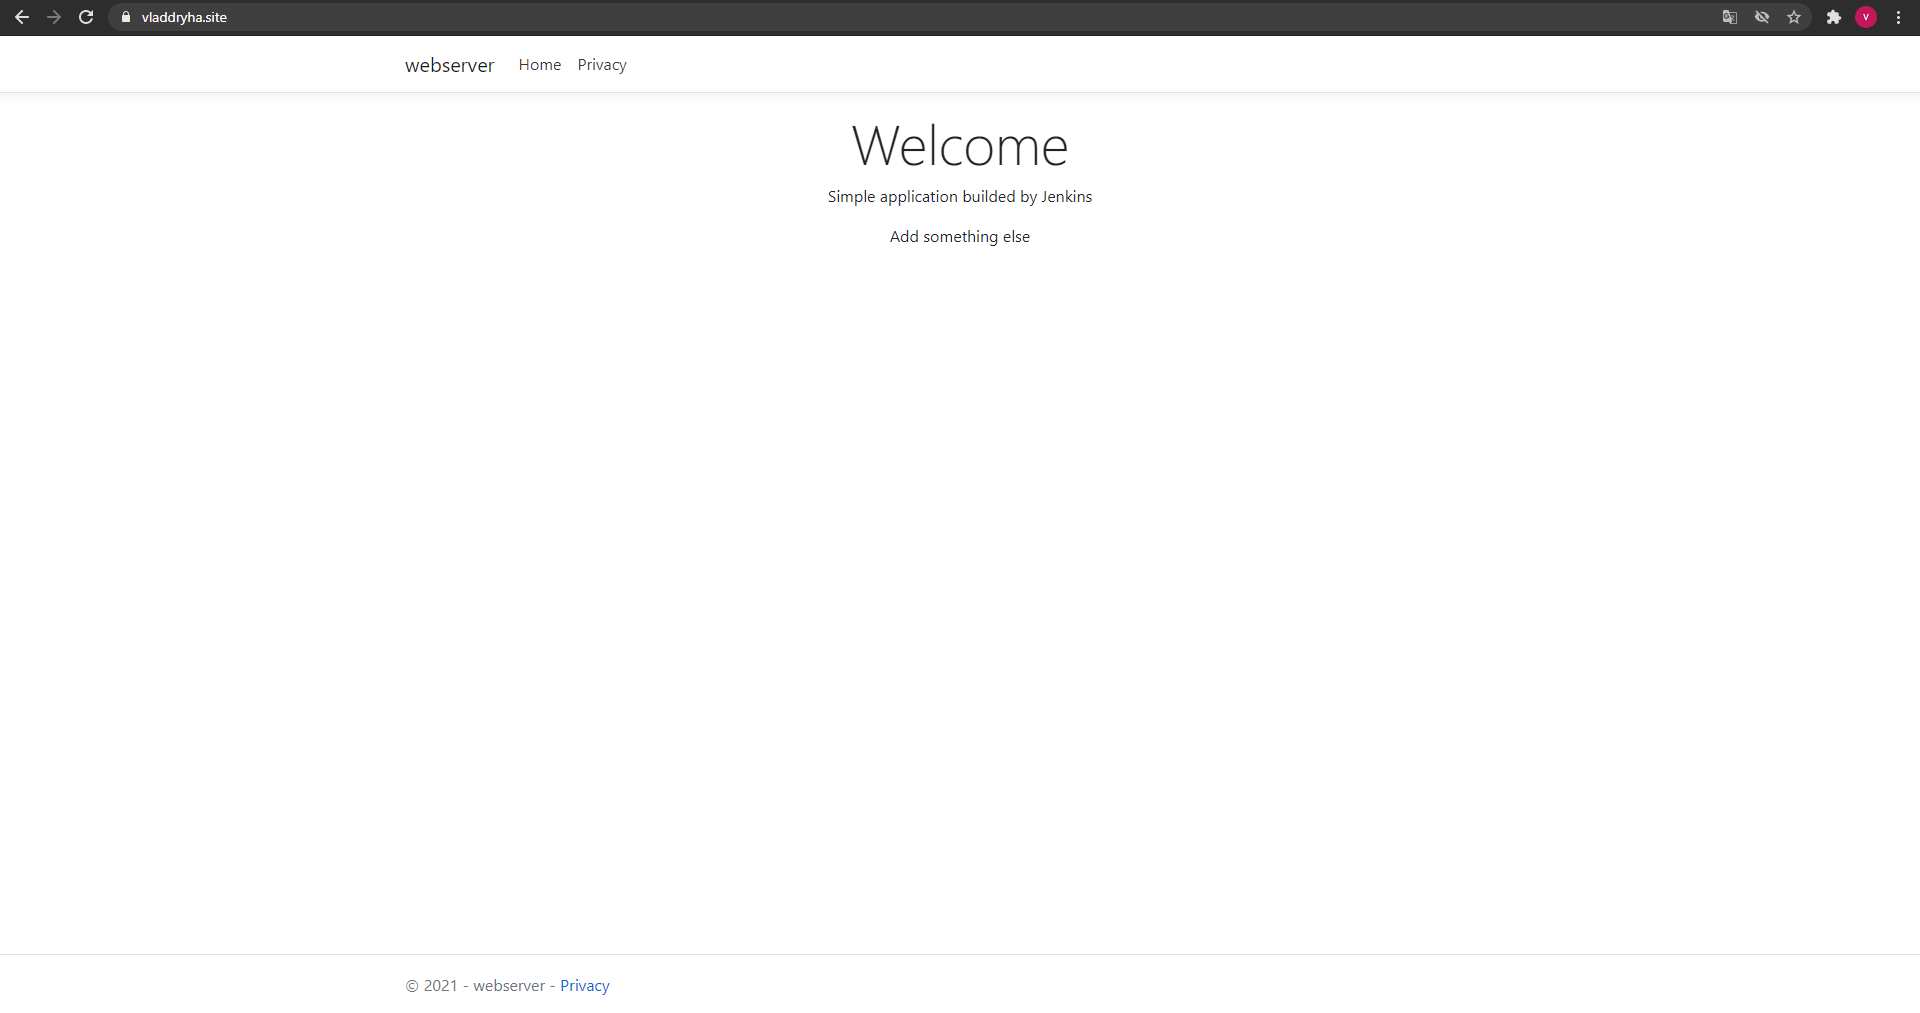 vladdryha.site
V
webserver Home Privacy
Welcome
Simple application builded by Jenkins
Add something else
© 2021 - webserver - Privacy